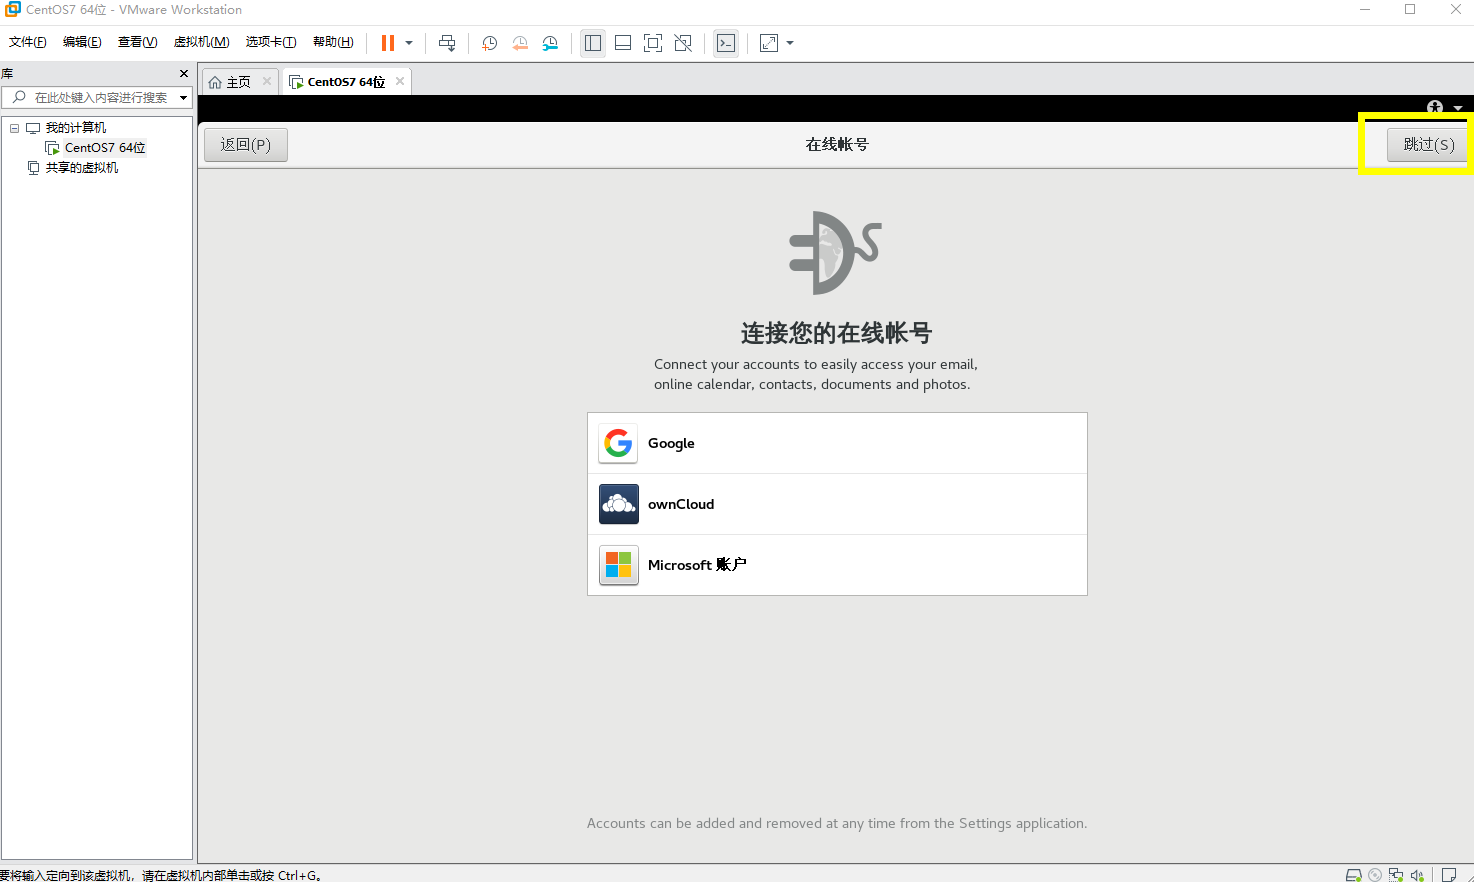 CentOS7 64位 - VMware Workstation
文件(F) 编辑(E) 查看(V) 虚拟机(M) 选项卡(T) 帮助(H)
库
主页 CentOS7 64位
在此处键入内容进行搜索
我的计算机
CentOS7 64位
共享的虚拟机
返回(P) 在线帐号 跳过(S)
连接您的在线帐号
Connect your accounts to easily access your email,
online calendar, contacts, documents and photos.
Google
ownCloud
Microsoft 账户
Accounts can be added and removed at any time from the Settings application.
要将输入定向到该虚拟机，请在虚拟机内部单击或按 Ctrl+G。